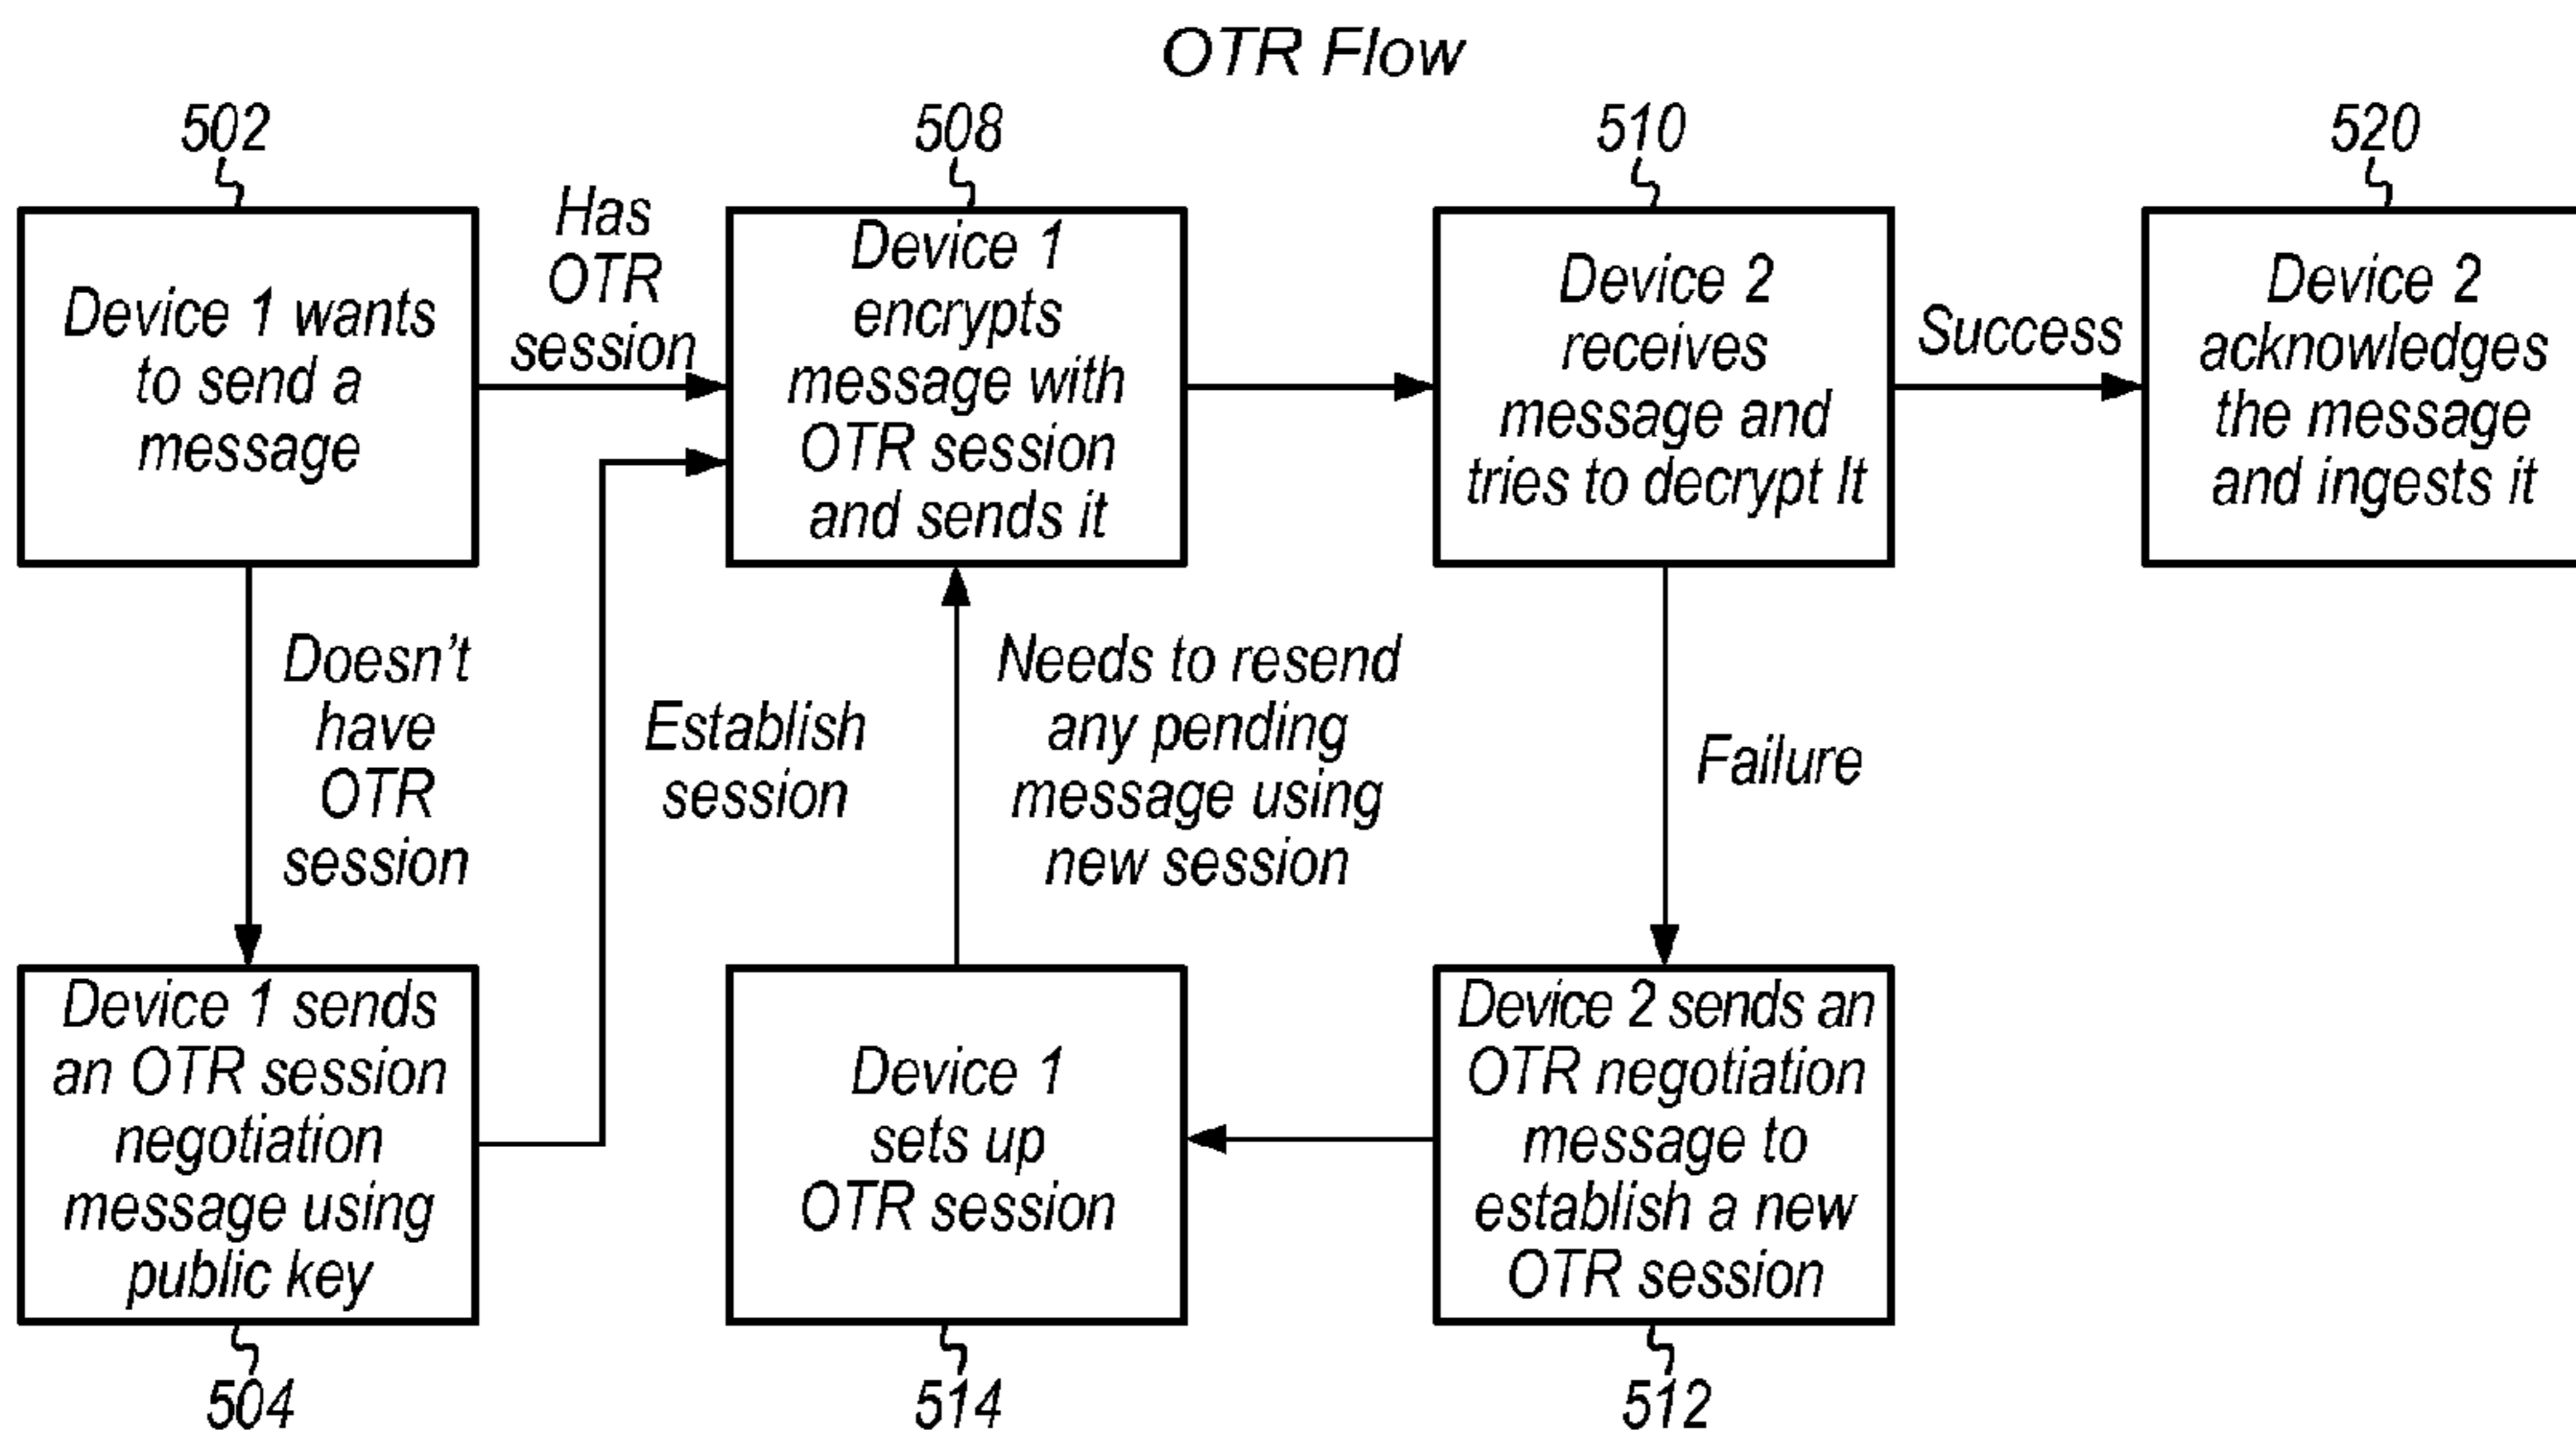 OTR Flow
502
508
510
520
Device 1 wants
to send a
message
Has
OTR
session
Device 1
encrypts
message with
OTR session
and sends it
Device 2
receives
message and
tries to decrypt It
Success
Device 2
acknowledges
the message
and ingests it
Doesn't
have
OTR
session
Establish
session
Needs to resend
any pending
message using
new session
Failure
Device 1 sends
an OTR session
negotiation
message using
public key
Device 1
sets up
OTR session
Device 2 sends an
OTR negotiation
message to
establish a new
OTR session
504
514
512